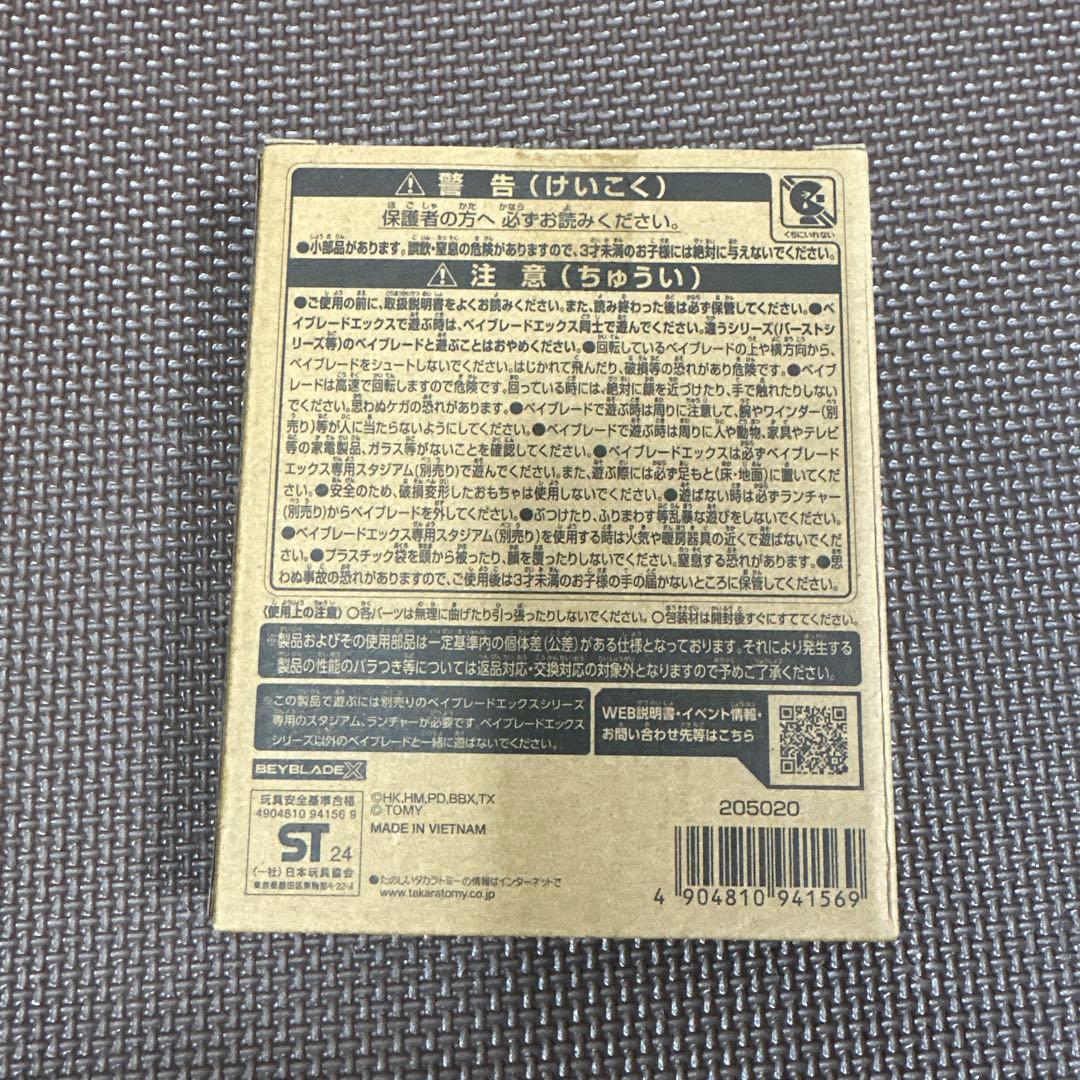 警告(けいこく)
保護者の方へ 必ずお読みください。
くちにいれない
●小部品があります。誤飲・窒息の危険がありますので、3才未満のお子様には絶対に与えないでください。
注意(ちゅうい)
●ご使用の前に、取扱説明書をよくお読みください。また、読み終わった後は必ず保管してください。●ベ
イブレードエックスで遊ぶ時は、ベイブレードエックス同士で遊んでください。違うシリーズ(バーストシ
リーズ等)のベイブレードと遊ぶことはおやめください。●回転しているベイブレードの上や横方向から、
ベイブレードをシュートしないでください。はじかれて飛んだり、破損等の恐れがあり危険です。●ベイブ
レードは高速で回転しますので危険です。回っている時には、絶対に顔を近づけたり、手で触れたりしない
でください。思わぬケガの恐れがあります。●ベイブレードで遊ぶ時は周りに注意して、腕やワインダー(別
売り)等が人に当たらないようにしてください。●ベイブレードで遊ぶ時は周りに人や動物、家具やテレビ
等の家電製品、ガラス等がないことを確認してください。●ベイブレードエックスは必ずベイブレード
エックス専用スタジアム(別売り)で遊んでください。また、遊ぶ際には必ず足もと(床・地面)に置いてくだ
さい。●安全のため、破損変形したおもちゃは使用しないでください。●遊ばない時は必ずランチャー
(別売り)からベイブレードを外してください。●ぶつけたり、ふりまわす等乱暴な遊びをしないでください。
●ベイブレードエックス専用スタジアム(別売り)を使用する時は火気や暖房器具の近くで遊ばないでください。
●プラスチック袋を頭から被ったり、顔を覆ったりしないでください。窒息する恐れがあります。●思
わぬ事故の恐れがありますので、ご使用後は3才未満のお子様の手の届かないところに保管してください。
〈使用上の注意〉○各パーツは無理に曲げたり引っ張ったりしないでください。○包装材は開封後すぐにすててください。
※製品およびその使用部品は一定基準内の個体差(公差)がある仕様となっております。それにより発生する
製品の性能のバラつき等については返品対応・交換対応の対象外となりますので予めご了承ください。
※この製品で遊ぶには別売りのベイブレードエックスシリーズ
専用のスタジアム、ランチャーが必要です。ベイブレードエックス
シリーズ以外のベイブレードと一緒に遊ばないでください。
WEB説明書・イベント情報・
お問い合わせ先等はこちら
BEYBLADE X
玩具安全基準合格
4904810 94156 9
ST 24
(一社)日本玩具協会
東京都墨田区東駒形4-22-4
©HK,HM,PD,BBX,TX
© TOMY
MADE IN VIETNAM
●たのしいタカラトミーの情報はインターネットで
www.takaratomy.co.jp
205020
4 904810 941569